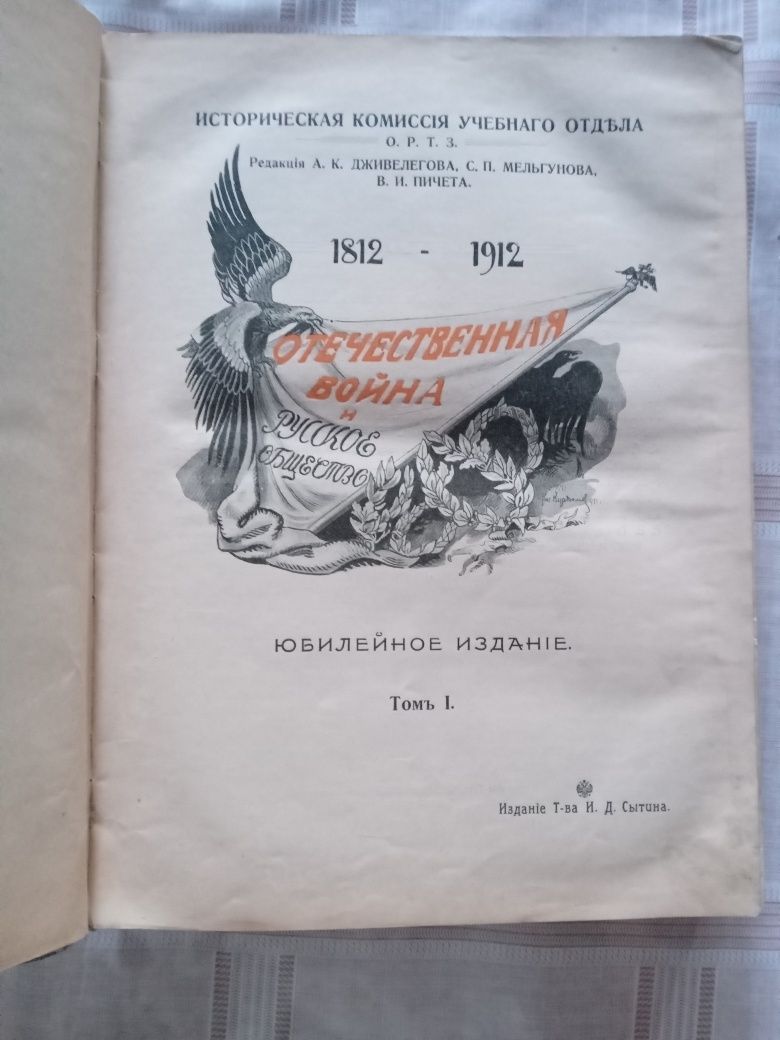 ИСТОРИЧЕСКАЯ КОМИССІЯ УЧЕБНАГО ОТДѢЛА
О. Р. Т. З.
Редакція А. К. ДЖИВЕЛЕГОВА, С. П. МЕЛЬГУНОВА,
В. И. ПИЧЕТА.
1812 - 1912
ОТЕЧЕСТВЕННАЯ
ВОЙНА
И
РУССКОЕ
ОБЩЕСТВО
ЮБИЛЕЙНОЕ ИЗДАНІЕ.
Томъ I.
Изданіе Т-ва И. Д. Сытина.